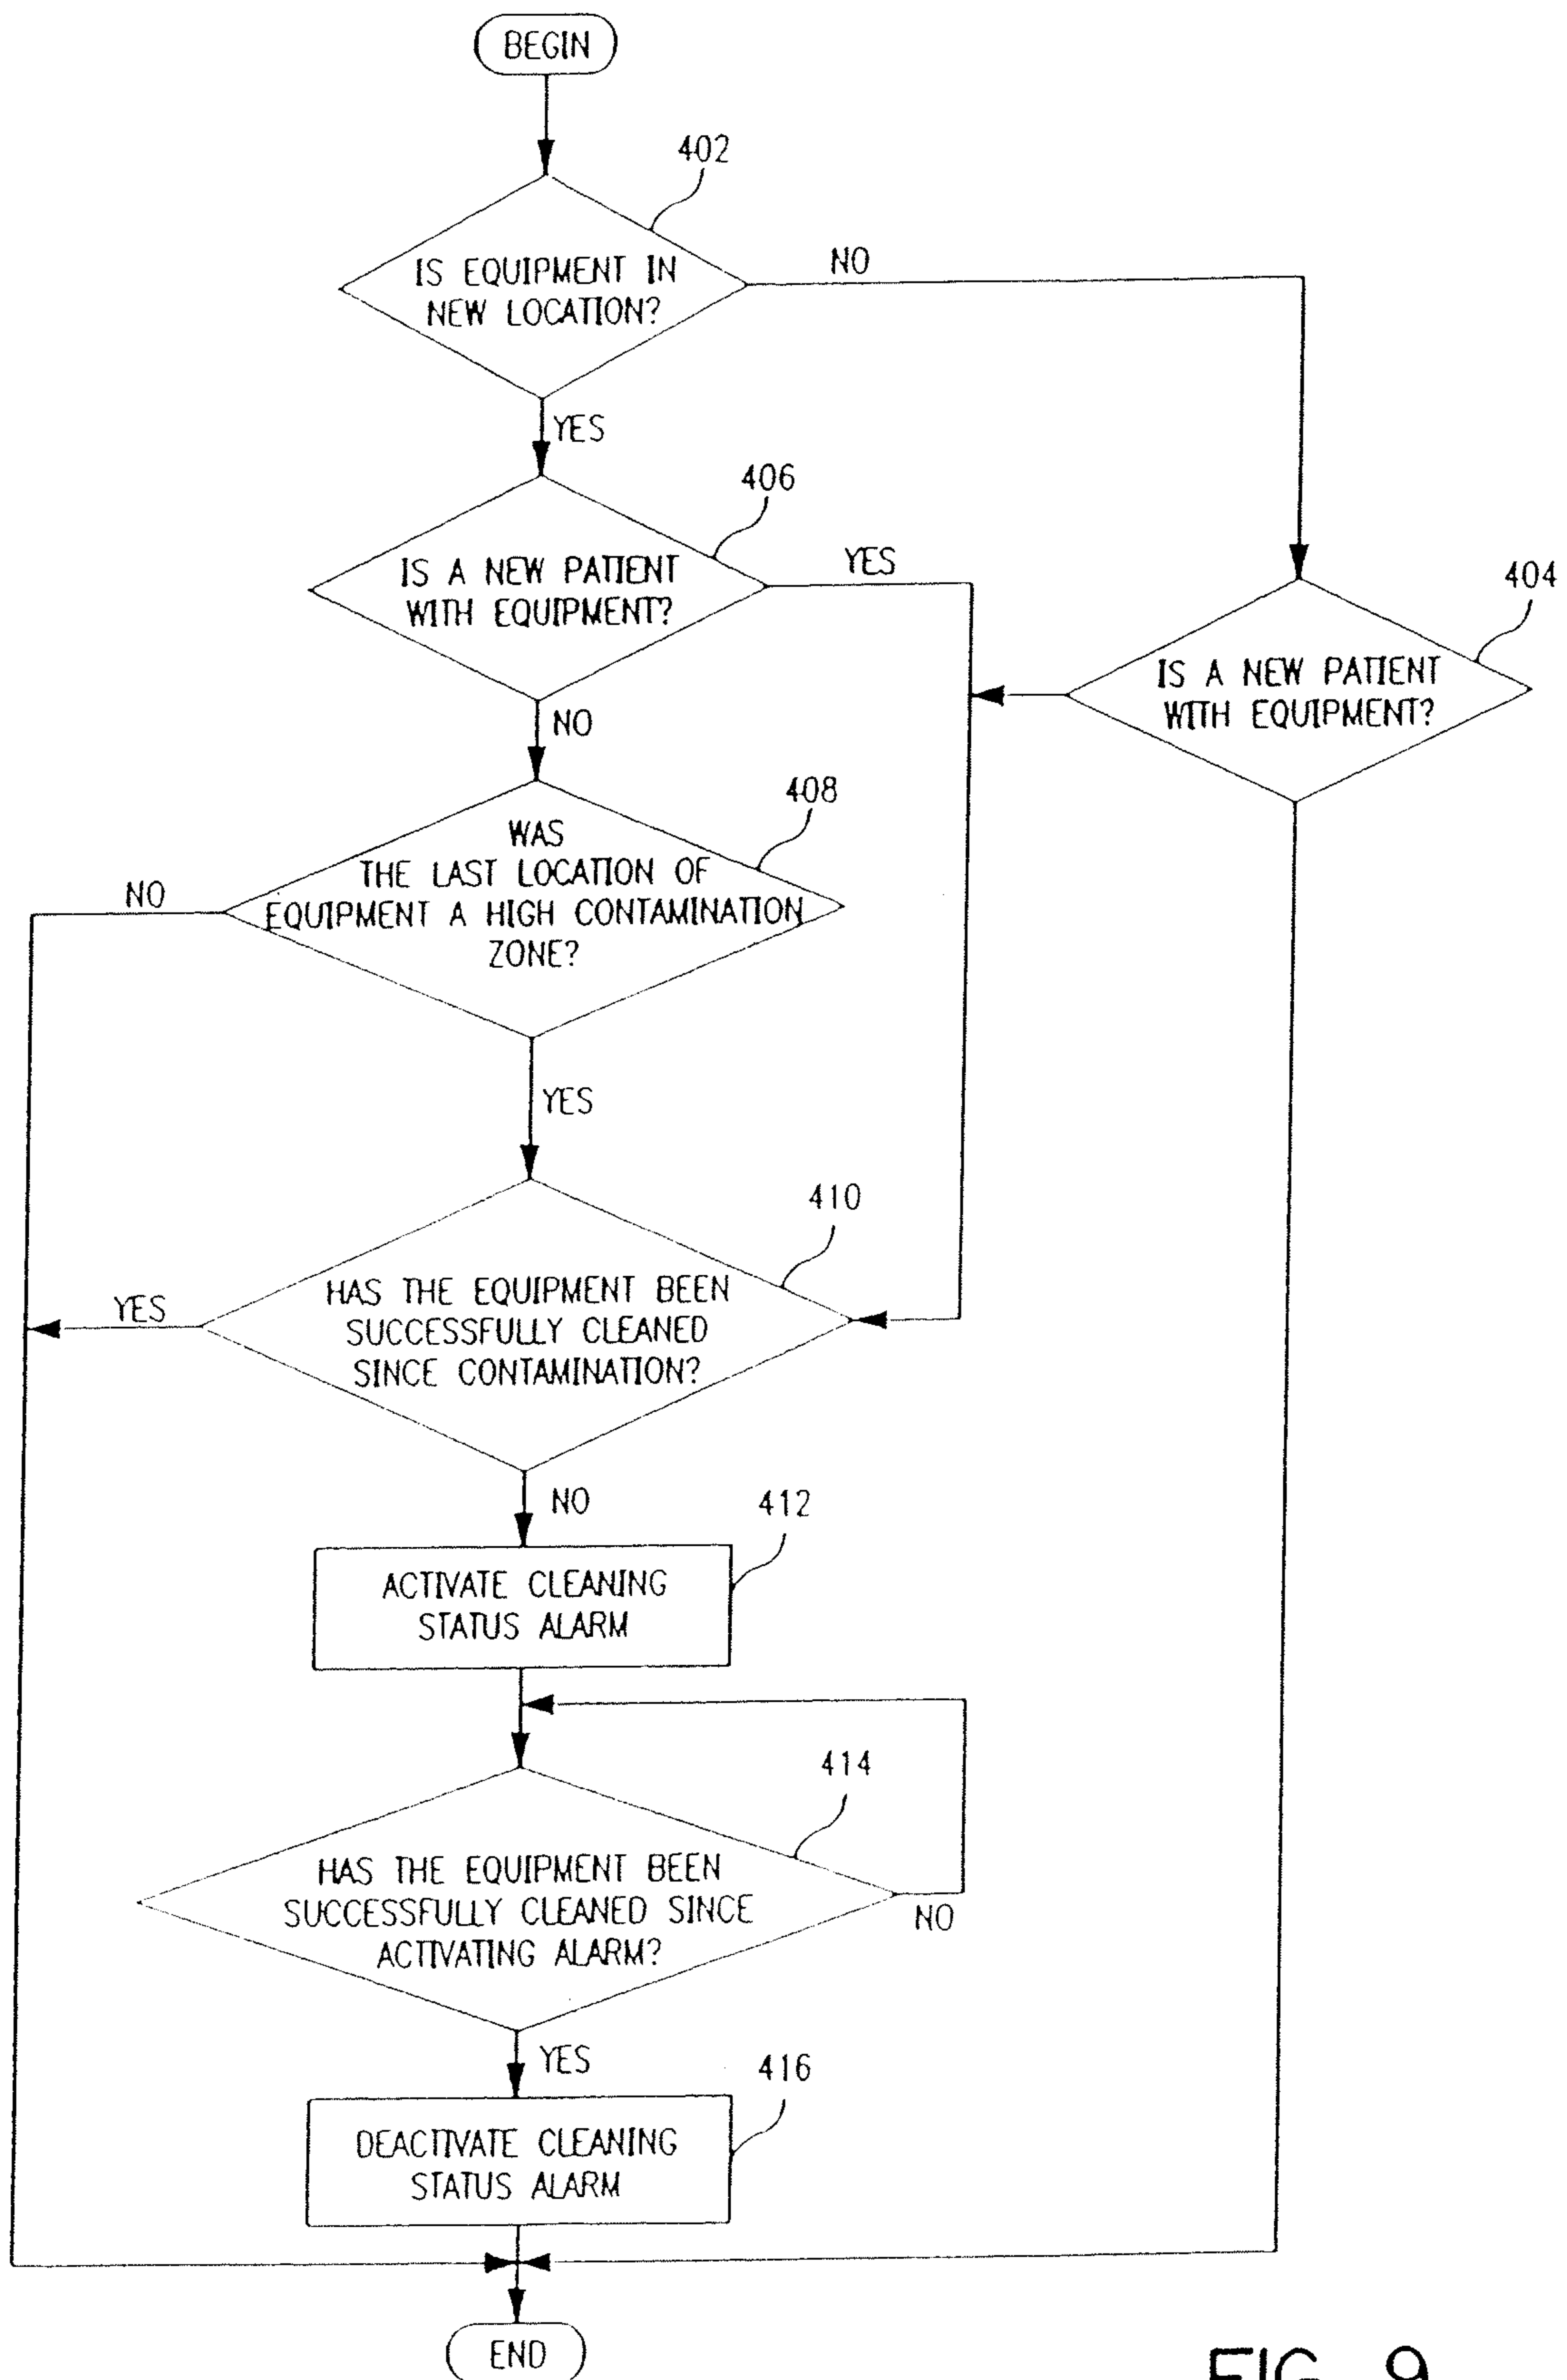 BEGIN
402
IS EQUIPMENT IN
NEW LOCATION?
NO
YES
406
IS A NEW PATIENT
WITH EQUIPMENT?
YES
404
IS A NEW PATIENT
WITH EQUIPMENT?
NO
408
WAS
THE LAST LOCATION OF
EQUIPMENT A HIGH CONTAMINATION
ZONE?
NO
YES
410
HAS THE EQUIPMENT BEEN
SUCCESSFULLY CLEANED
SINCE CONTAMINATION?
YES
NO
412
ACTIVATE CLEANING
STATUS ALARM
414
HAS THE EQUIPMENT BEEN
SUCCESSFULLY CLEANED SINCE
ACTIVATING ALARM?
NO
YES
416
DEACTIVATE CLEANING
STATUS ALARM
END
FIG. 9